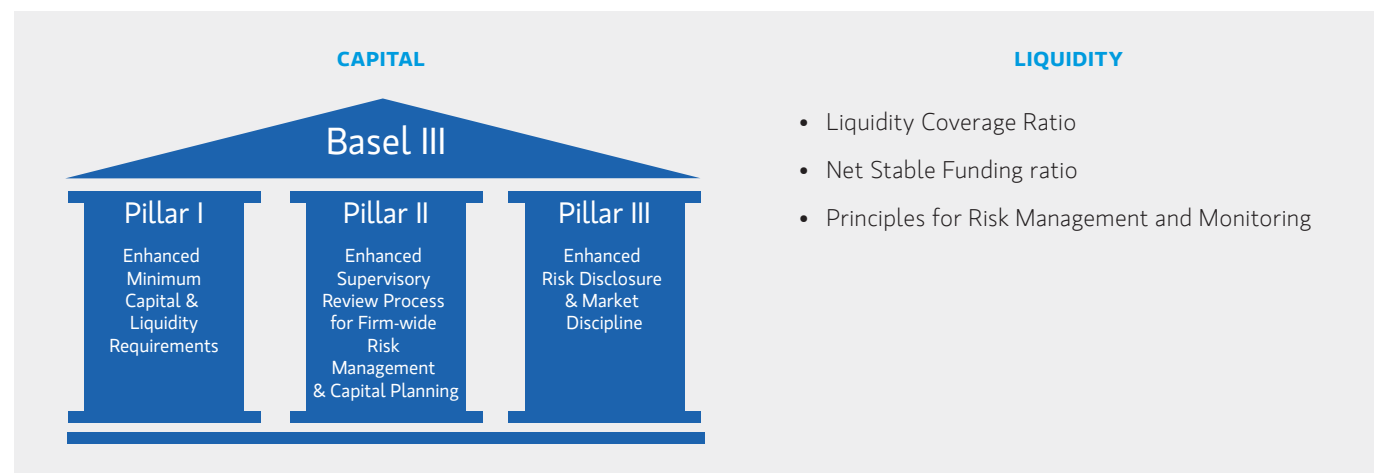 CAPITAL
Basel III
Pillar I
Enhanced
Minimum
Capital &
Liquidity
Requirements
Pillar II
Enhanced
Supervisory
Review Process
for Firm-wide
Risk
Management
& Capital Planning
Pillar III
Enhanced
Risk Disclosure
& Market
Discipline
LIQUIDITY
• Liquidity Coverage Ratio
• Net Stable Funding ratio
• Principles for Risk Management and Monitoring